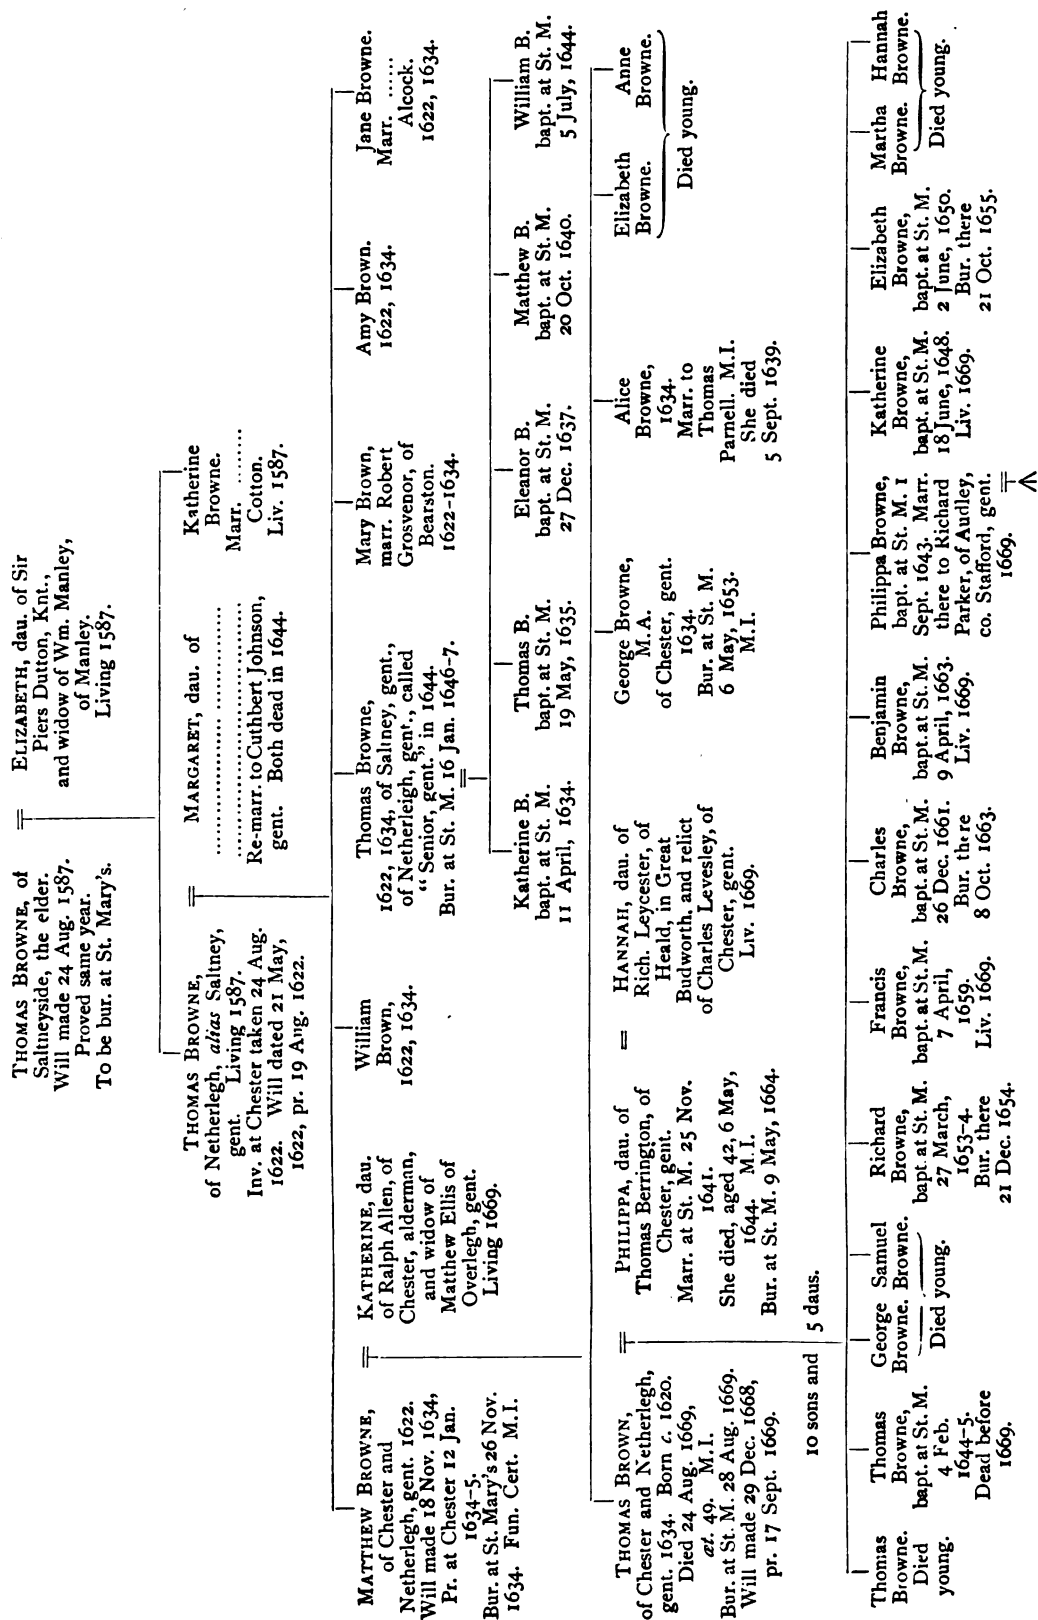 THOMAS BROWNE, of
Saltneyside, the elder.
Will made 24 Aug. 1587.
Proved same year.
To be bur. at St. Mary's.
ELIZABETH, dau. of Sir
Piers Dutton, Knt.,
and widow of Wm. Manley,
of Manley.
Living 1587.
THOMAS BROWNE,
of Netherlegh, alias Saltney,
gent. Living 1587.
Inv. at Chester taken 24 Aug.
1622. Will dated 21 May,
1622, pr. 19 Aug. 1622.
MARGARET, dau. of
..............................
..............................
Re-marr. to Cuthbert Johnson,
gent. Both dead in 1644.
Katherine
Browne.
Marr. .........
Cotton.
Liv. 1587.
MATTHEW BROWNE,
of Chester and
Netherlegh, gent. 1622.
Will made 18 Nov. 1634,
Pr. at Chester 12 Jan.
1634-5.
Bur. at St. Mary's 26 Nov.
1634. Fun. Cert. M.I.
KATHERINE, dau.
of Ralph Allen, of
Chester, alderman,
and widow of
Matthew Ellis of
Overlegh, gent.
Living 1669.
William
Brown,
1622, 1634.
Thomas Browne,
1622, 1634, of Saltney, gent.,
of Netherleigh, gent., called
"Senior, gent." in 1644.
Bur. at St. M. 16 Jan. 1646-7.
Mary Brown,
marr. Robert
Grosvenor, of
Bearston.
1622-1634.
Amy Brown.
1622, 1634.
Jane Browne.
Marr. ......
Alcock.
1622, 1634.
Katherine B.
bapt. at St. M.
11 April, 1634.
Thomas B.
bapt. at St. M.
19 May, 1635.
Eleanor B.
bapt. at St. M.
27 Dec. 1637.
Matthew B.
bapt. at St. M.
20 Oct. 1640.
William B.
bapt. at St. M.
5 July, 1644.
THOMAS BROWN,
of Chester and Netherlegh,
gent. 1634. Born c. 1620.
Died 24 Aug. 1669,
æt. 49. M.I.
Bur. at St. M. 28 Aug. 1669.
Will made 29 Dec. 1668,
pr. 17 Sept. 1669.
PHILIPPA, dau. of
Thomas Berrington, of
Chester, gent.
Marr. at St. M. 25 Nov.
1641.
She died, aged 42, 6 May,
1644. M.I.
Bur. at St. M. 9 May, 1664.
=
HANNAH, dau. of
Rich. Leycester, of
Heald, in Great
Budworth, and relict
of Charles Levesley, of
Chester, gent.
Liv. 1669.
George Browne,
M.A.
of Chester, gent.
1634.
Bur. at St. M.
6 May, 1653.
M.I.
Alice
Browne,
1634.
Marr. to
Thomas
Parnell. M.I.
She died
5 Sept. 1639.
Elizabeth Anne
Browne. Browne.
Died young.
10 sons and 5 daus.
Thomas
Browne.
Died
young.
Thomas
Browne,
bapt. at St. M.
4 Feb.
1644-5.
Dead before
1669.
George Samuel
Browne. Browne.
Died young.
Richard
Browne,
bapt. at St. M.
27 March,
1653-4.
Bur. there
21 Dec. 1654.
Francis
Browne,
bapt. at St. M.
7 April,
1659.
Liv. 1669.
Charles
Browne,
bapt. at St. M.
26 Dec. 1661.
Bur. there
8 Oct. 1663.
Benjamin
Browne,
bapt. at St. M.
9 April, 1663.
Liv. 1669.
Philippa Browne,
bapt. at St. M. 1
Sept. 1643. Marr.
there to Richard
Parker, of Audley,
co. Stafford, gent.
1669.
Katherine
Browne,
bapt. at St. M.
18 June, 1648.
Liv. 1669.
Elizabeth
Browne,
bapt. at St. M.
2 June, 1650.
Bur. there
21 Oct. 1655.
Martha Hannah
Browne. Browne.
Died young.